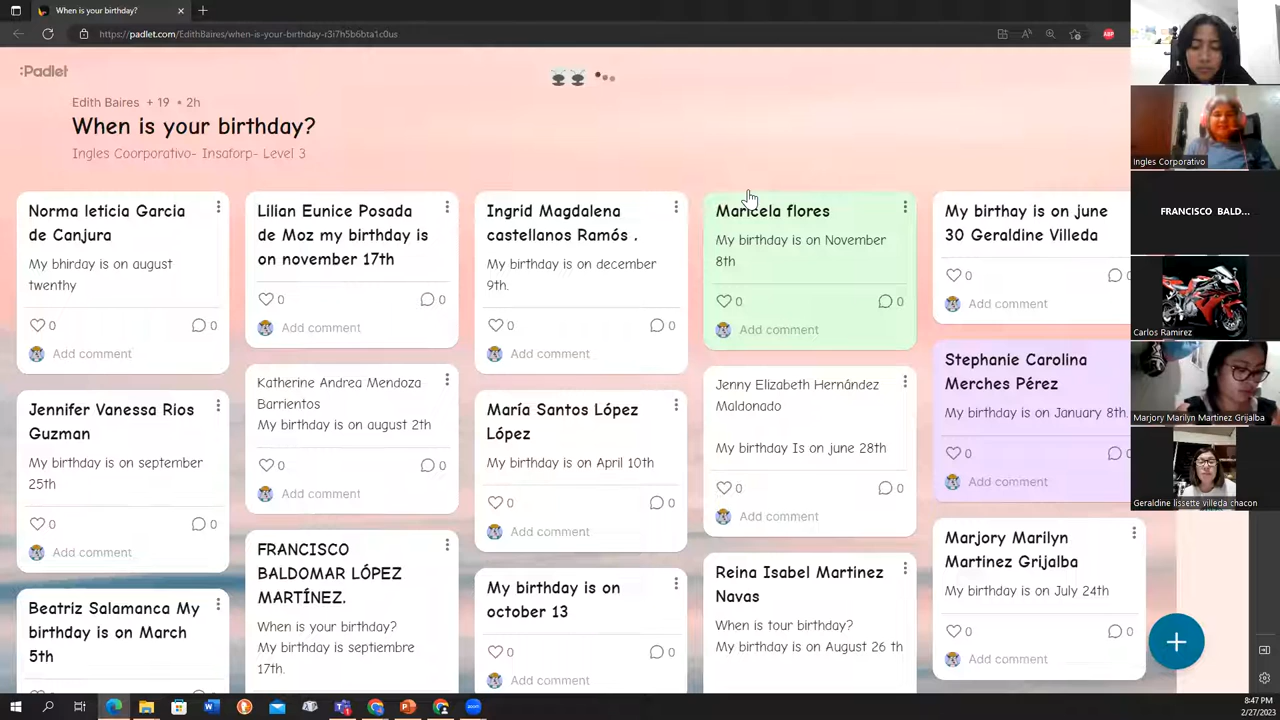 When is your birthday?
https://padlet.com/EdithBaires/when-is-your-birthday-r3i7h5b6bta1c0us
:Padlet
Edith Baires + 19 • 2h
When is your birthday?
Ingles Coorporativo- Insaforp- Level 3
Norma leticia Garcia
de Canjura
My bhirday is on august
twenthy
0
0
Add comment
Jennifer Vanessa Rios
Guzman
My birthday is on september
25th
0
0
Add comment
Beatriz Salamanca My
birthday is on March
5th
Lilian Eunice Posada
de Moz my birthday is
on november 17th
0
0
Add comment
Katherine Andrea Mendoza
Barrientos
My birthday is on august 2th
0
0
Add comment
FRANCISCO
BALDOMAR LÓPEZ
MARTÍNEZ.
When is your birthday?
My birthday is septiembre
17th.
Ingrid Magdalena
castellanos Ramós .
My birthday is on december
9th.
0
0
Add comment
María Santos López
López
My birthday is on April 10th
0
0
Add comment
My birthday is on
october 13
0
0
Add comment
Maricela flores
My birthday is on November
8th
0
0
Add comment
Jenny Elizabeth Hernández
Maldonado
My birthday Is on june 28th
0
0
Add comment
Reina Isabel Martinez
Navas
When is tour birthday?
My birthday is on August 26 th
My birthay is on june
30 Geraldine Villeda
0
Add comment
Stephanie Carolina
Merches Pérez
My birthday is on January 8th.
0
Add comment
Marjory Marilyn
Martinez Grijalba
My birthday is on July 24th
0
0
Add comment
Ingles Corporativo
FRANCISCO BALD...
Carlos Ramirez
Marjory Marilyn Martinez Grijalba
Geraldine lissette villeda chacon
8:47 PM
2/27/2023